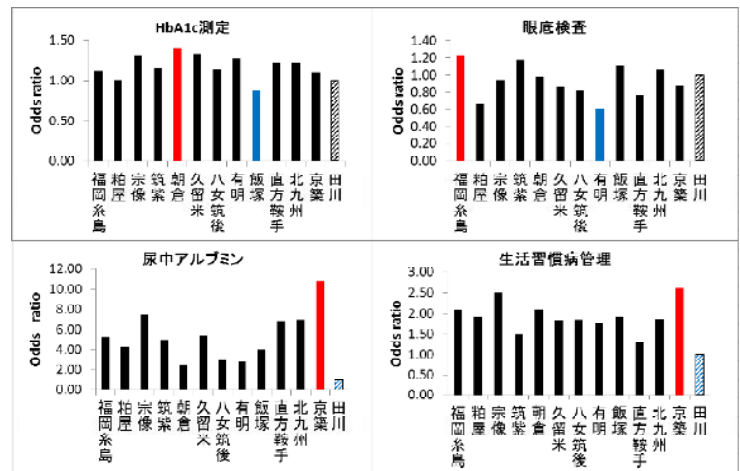 HbA1c測定
Odds ratio
1.50
1.00
0.50
0.00
福岡糸島
粕屋
宗像
筑紫
朝倉
久留米
八女筑後
有明
飯塚
直方鞍手
北九州
京築
田川
眼底検査
Odds ratio
1.40
1.20
1.00
0.80
0.60
0.40
0.20
0.00
福岡糸島
粕屋
宗像
筑紫
朝倉
久留米
八女筑後
有明
飯塚
直方鞍手
北九州
京築
田川
尿中アルブミン
Odds ratio
12.00
10.00
8.00
6.00
4.00
2.00
0.00
福岡糸島
粕屋
宗像
筑紫
朝倉
久留米
八女筑後
有明
飯塚
直方鞍手
北九州
京築
田川
生活習慣病管理
Odds ratio
3.00
2.50
2.00
1.50
1.00
0.50
0.00
福岡糸島
粕屋
宗像
筑紫
朝倉
久留米
八女筑後
有明
飯塚
直方鞍手
北九州
京築
田川